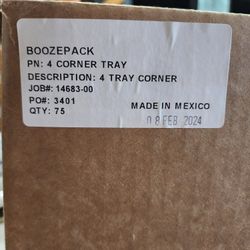 BOOZEPACK
PN: 4 CORNER TRAY
DESCRIPTION: 4 TRAY CORNER
JOB#: 14683-00
PO#: 3401
QTY: 75
MADE IN MEXICO
08 FEB 2024